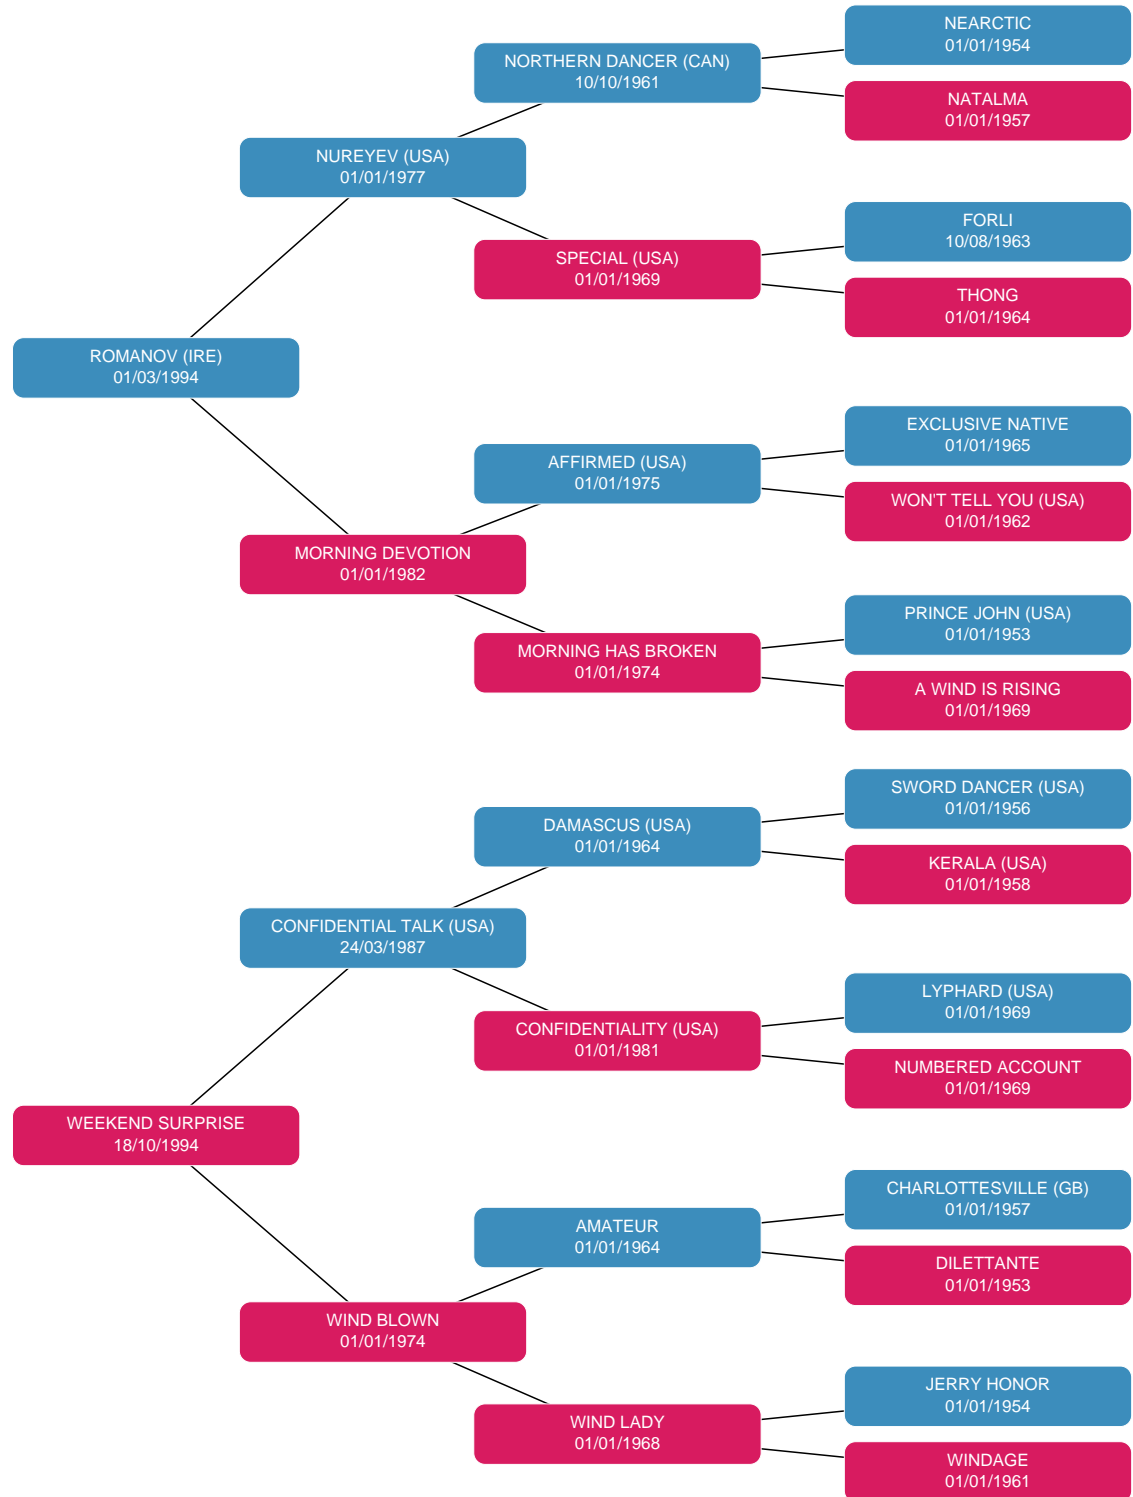 NEARCTIC
01/01/1954
NORTHERN DANCER (CAN)
10/10/1961
NATALMA
01/01/1957
NUREYEV (USA)
01/01/1977
FORLI
10/08/1963
SPECIAL (USA)
01/01/1969
THONG
01/01/1964
ROMANOV (IRE)
01/03/1994
EXCLUSIVE NATIVE
01/01/1965
AFFIRMED (USA)
01/01/1975
WON'T TELL YOU (USA)
01/01/1962
MORNING DEVOTION
01/01/1982
PRINCE JOHN (USA)
01/01/1953
MORNING HAS BROKEN
01/01/1974
A WIND IS RISING
01/01/1969
SWORD DANCER (USA)
01/01/1956
DAMASCUS (USA)
01/01/1964
KERALA (USA)
01/01/1958
CONFIDENTIAL TALK (USA)
24/03/1987
LYPHARD (USA)
01/01/1969
CONFIDENTIALITY (USA)
01/01/1981
NUMBERED ACCOUNT
01/01/1969
WEEKEND SURPRISE
18/10/1994
CHARLOTTESVILLE (GB)
01/01/1957
AMATEUR
01/01/1964
DILETTANTE
01/01/1953
WIND BLOWN
01/01/1974
JERRY HONOR
01/01/1954
WIND LADY
01/01/1968
WINDAGE
01/01/1961